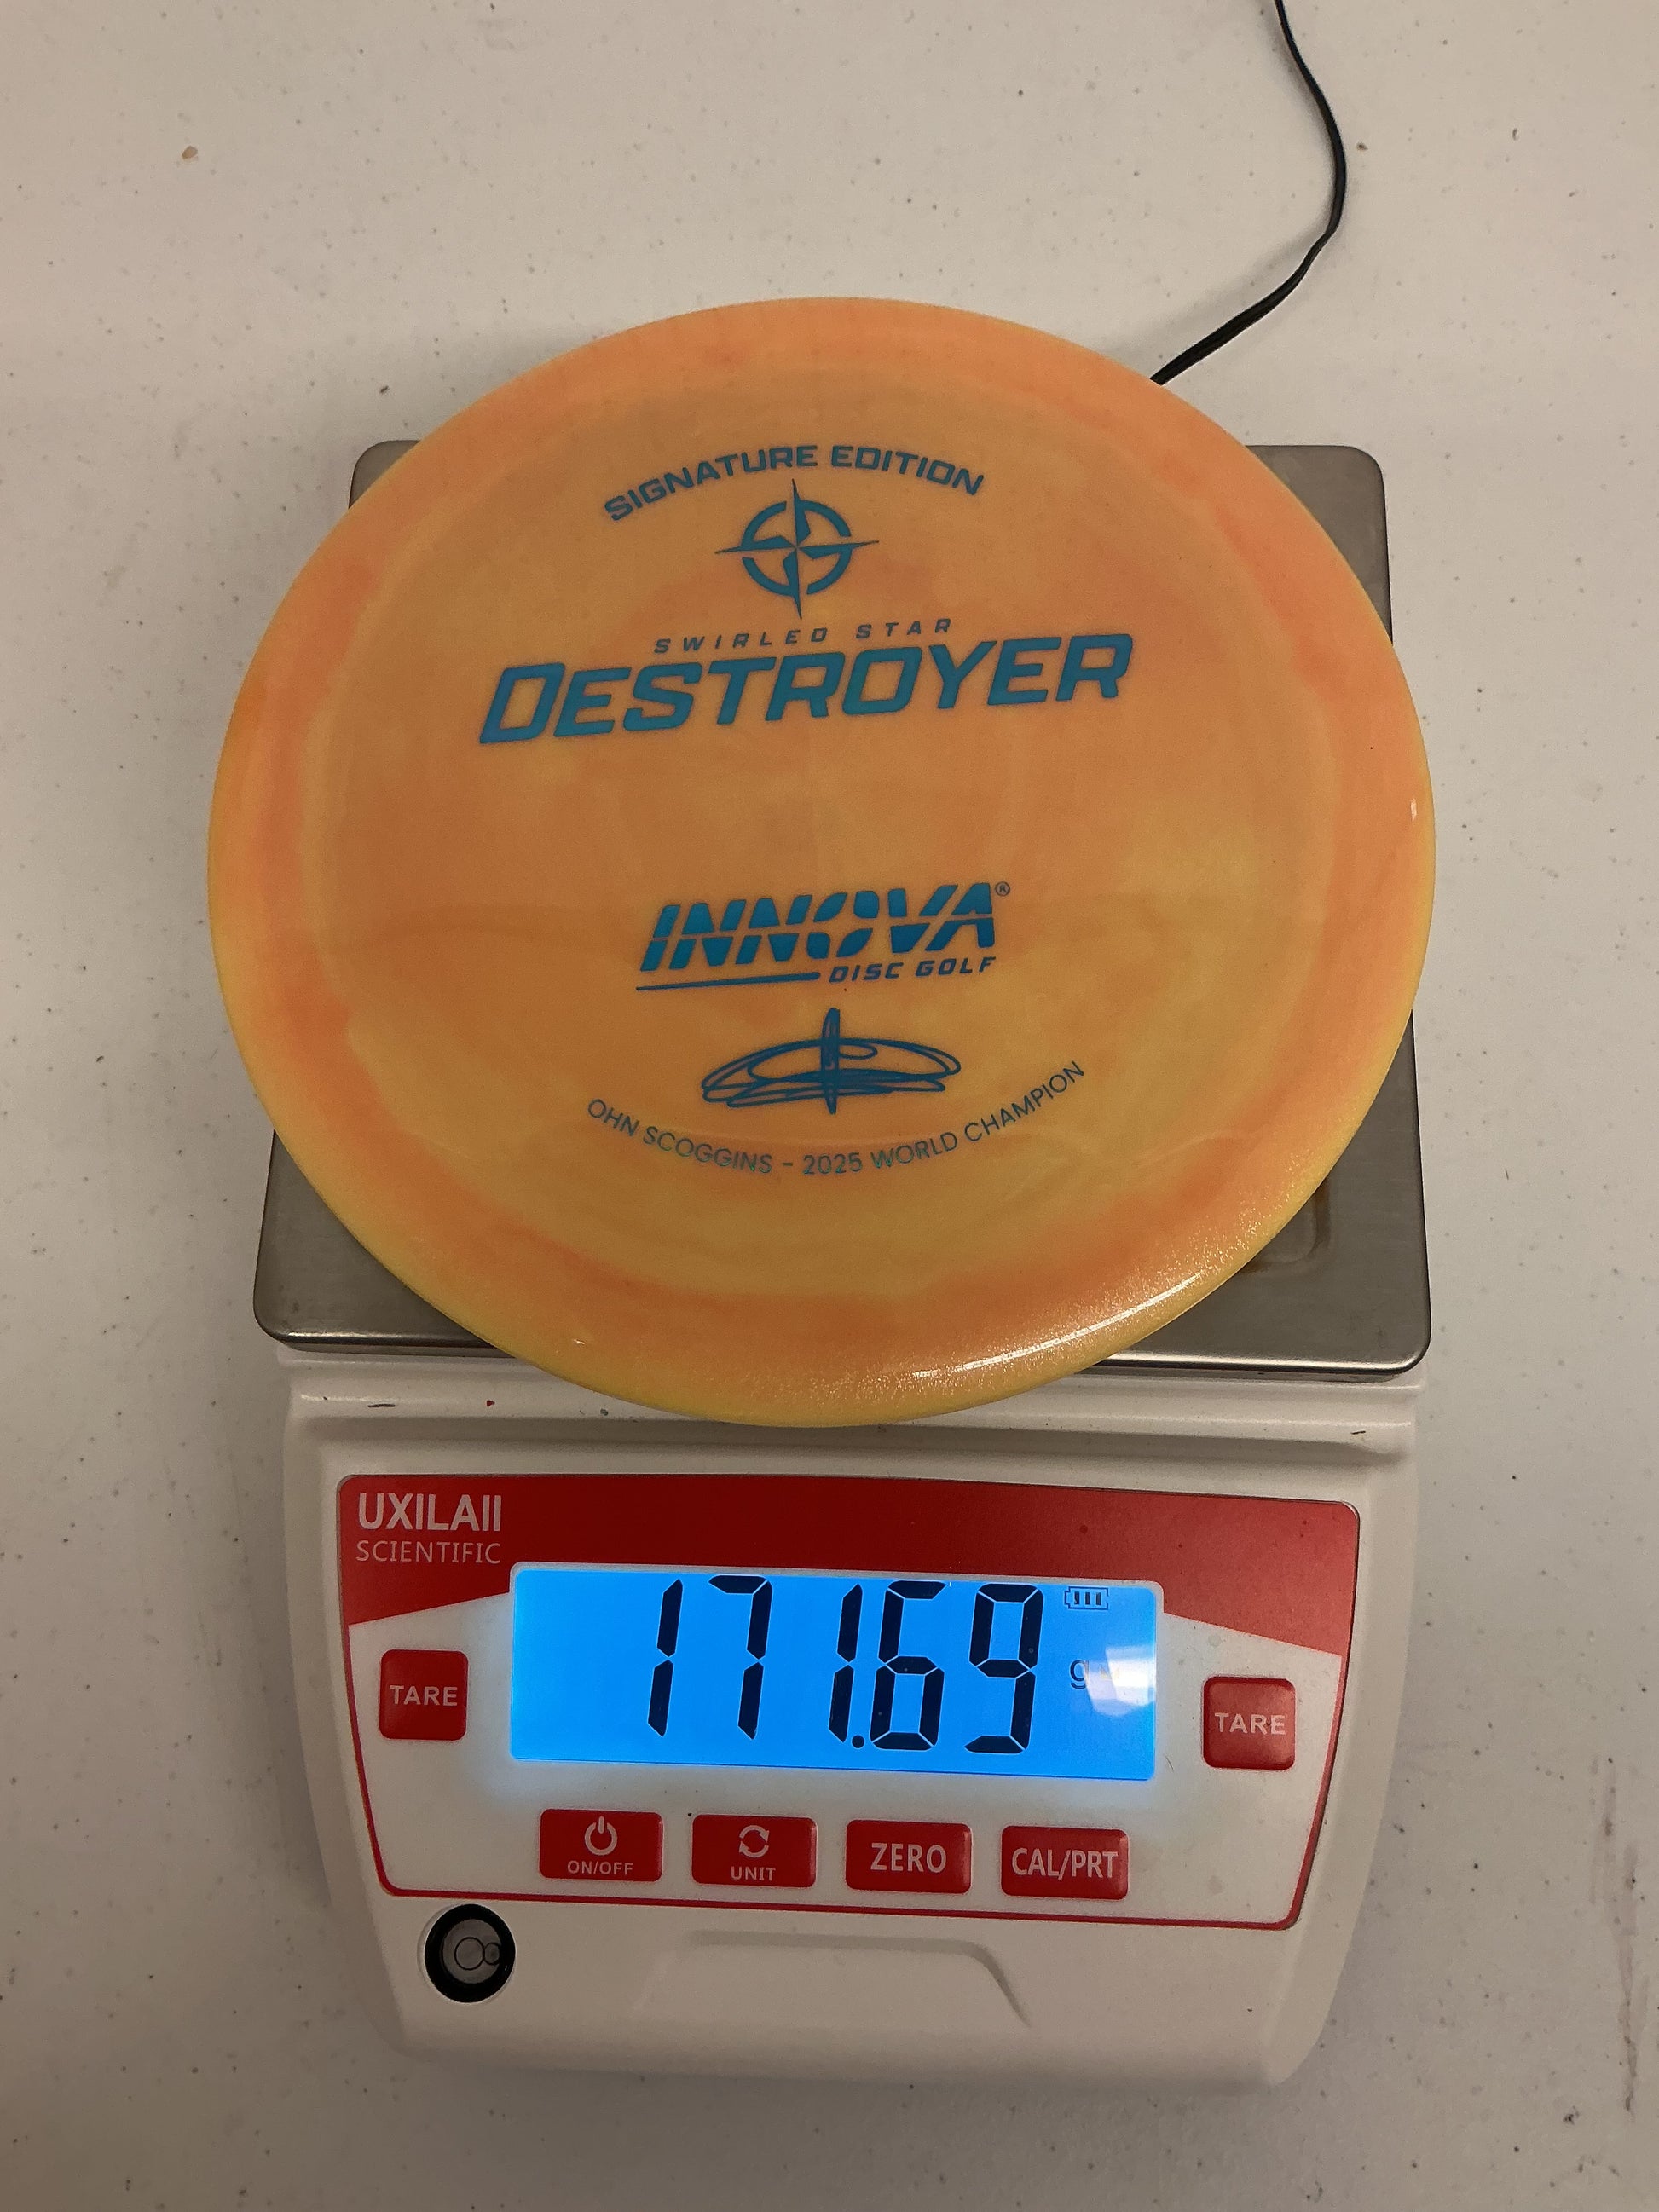 SIGNATURE EDITION
SWIRLED STAR
DESTROYER
INNOVA®
DISC GOLF
OHN SCOGGINS - 2025 WORLD CHAMPION
UXILAII
SCIENTIFIC
171.69 g
TARE
TARE
ON/OFF
UNIT
ZERO
CAL/PRT